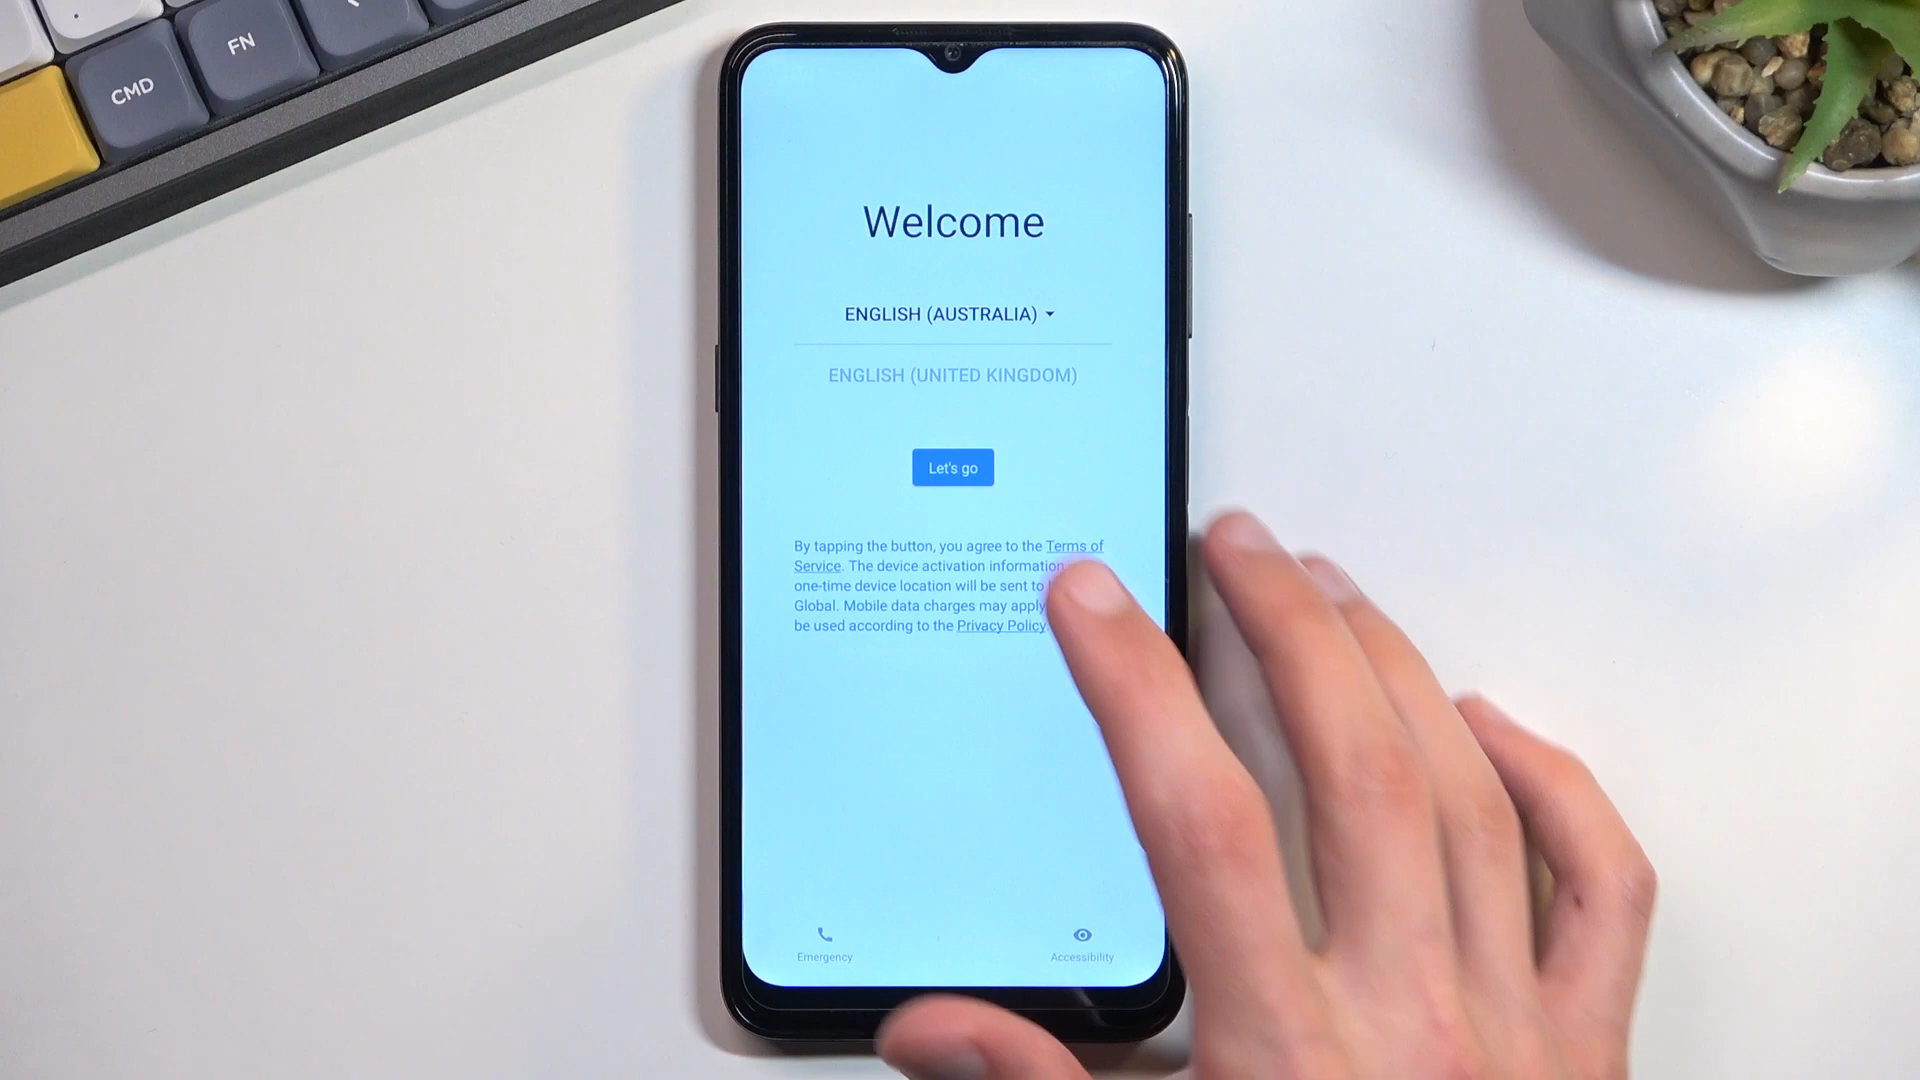 FN
CMD
Welcome
ENGLISH (AUSTRALIA)
ENGLISH (UNITED KINGDOM)
Let's go
By tapping the button, you agree to the Terms of
Service. The device activation information
one-time device location will be sent to
Global. Mobile data charges may apply
be used according to the Privacy Policy
Emergency
Accessibility